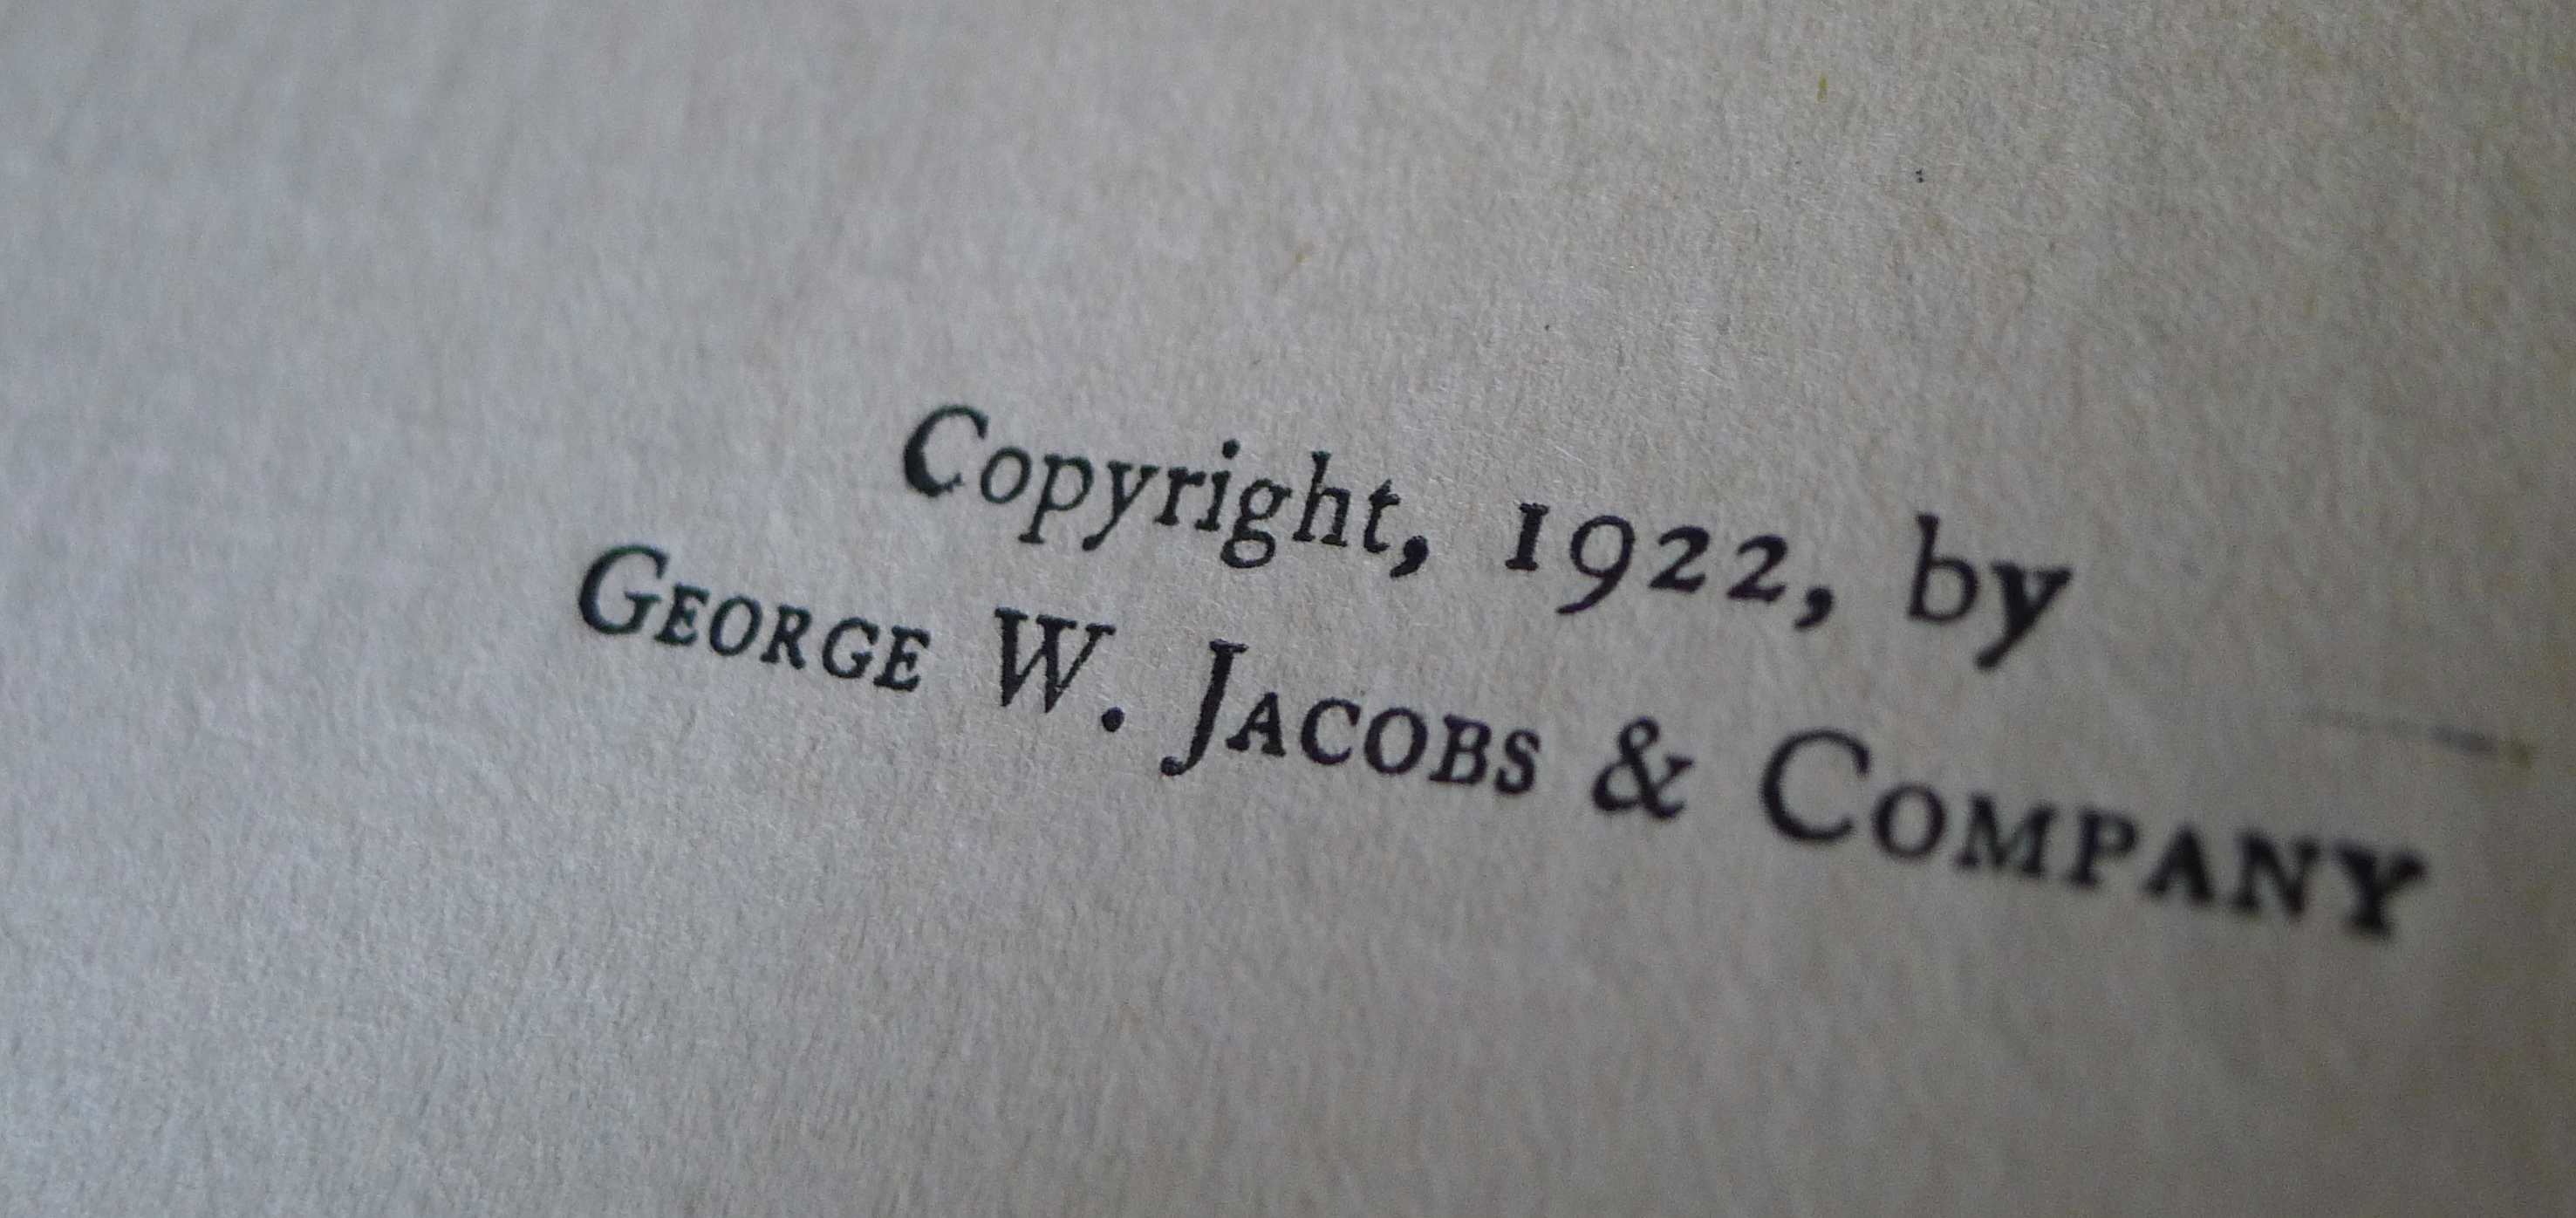 Copyright, 1922, by
GEORGE W. JACOBS & COMPANY